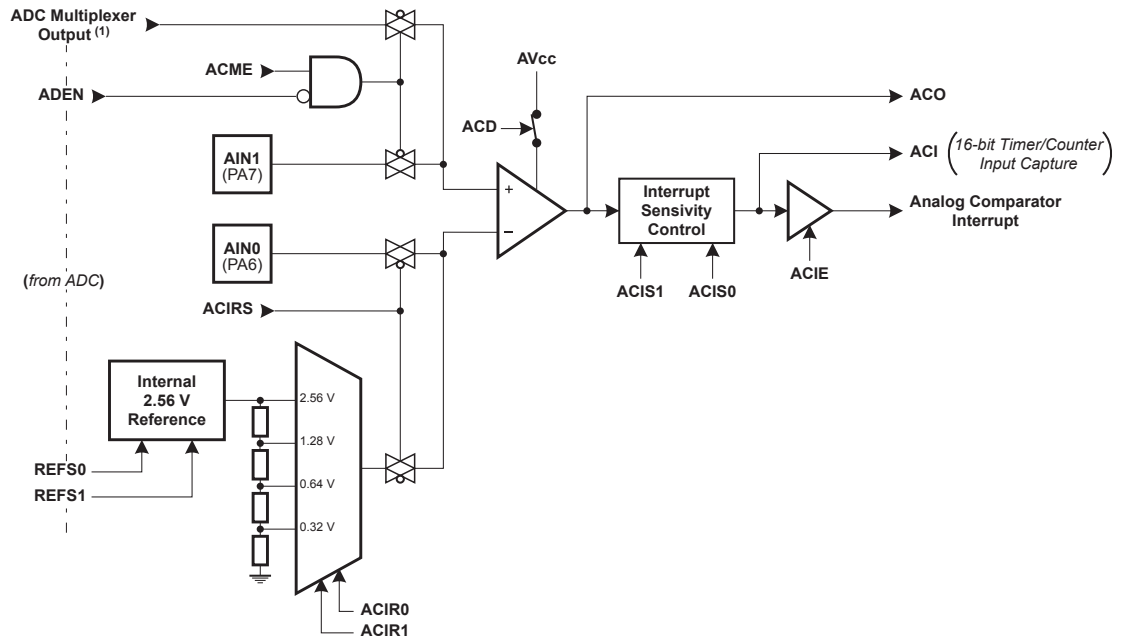 ADC Multiplexer
Output (1)
ACME
ADEN
AVcc
ACD
ACO
ACI (16-bit Timer/Counter
Input Capture)
AIN1
(PA7)
+
−
Interrupt
Sensivity
Control
Analog Comparator
Interrupt
AIN0
(PA6)
ACIE
ACIS1 ACIS0
(from ADC)
ACIRS
Internal
2.56 V
Reference
2.56 V
1.28 V
0.64 V
0.32 V
REFS0
REFS1
ACIR0
ACIR1